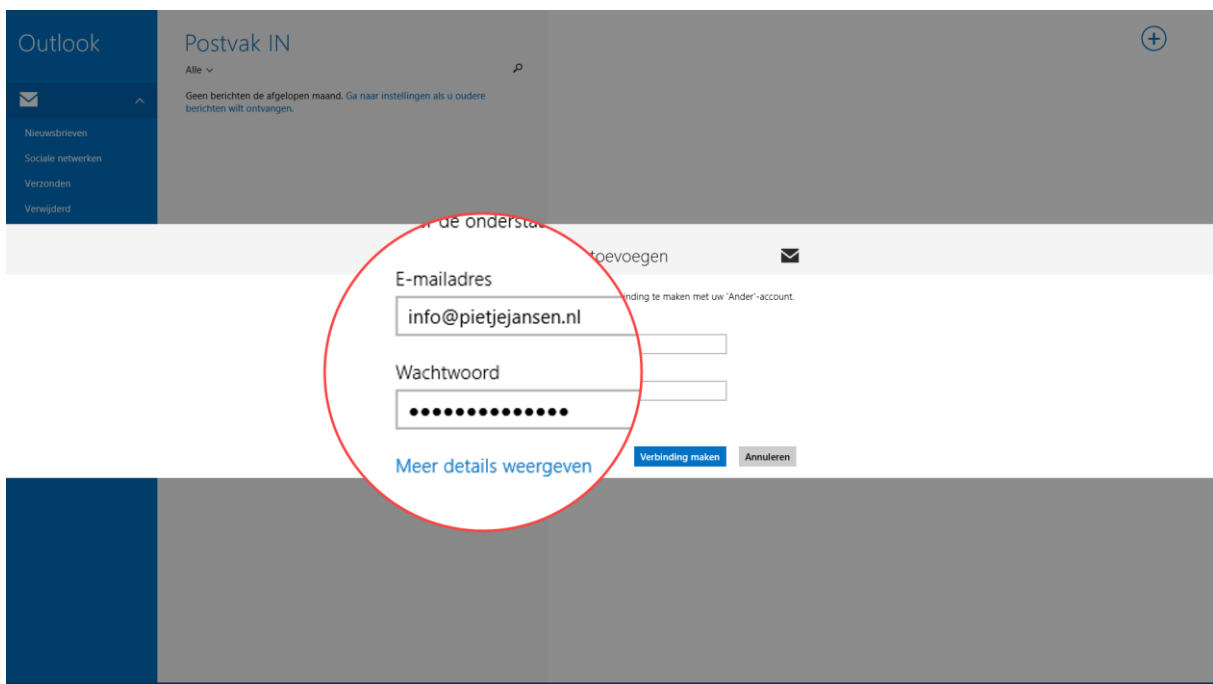 Outlook
Postvak IN
Alle
Geen berichten de afgelopen maand. Ga naar instellingen als u oudere
berichten wilt ontvangen.
Nieuwsbrieven
Sociale netwerken
Verzonden
Verwijderd
de
toevoegen
E-mailadres
te maken met uw 'Ander'-account.
info@pietjejansen.nl
Wachtwoord
••••••••••••••
Meer details weergeven
Verbinding maken
Annuleren